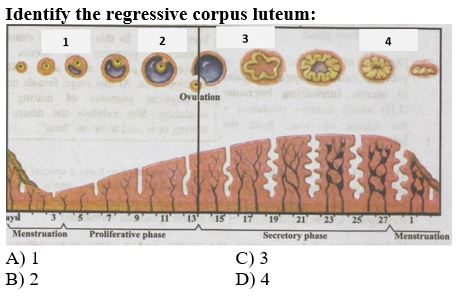 Identify the regressive corpus luteum:
1 2 3 4
Ovulation
3 5 7 9 11 13 15 17 19 21 23 25 27 1
Menstruation Proliferative phase Secretory phase Menstruation
A) 1 C) 3
B) 2 D) 4